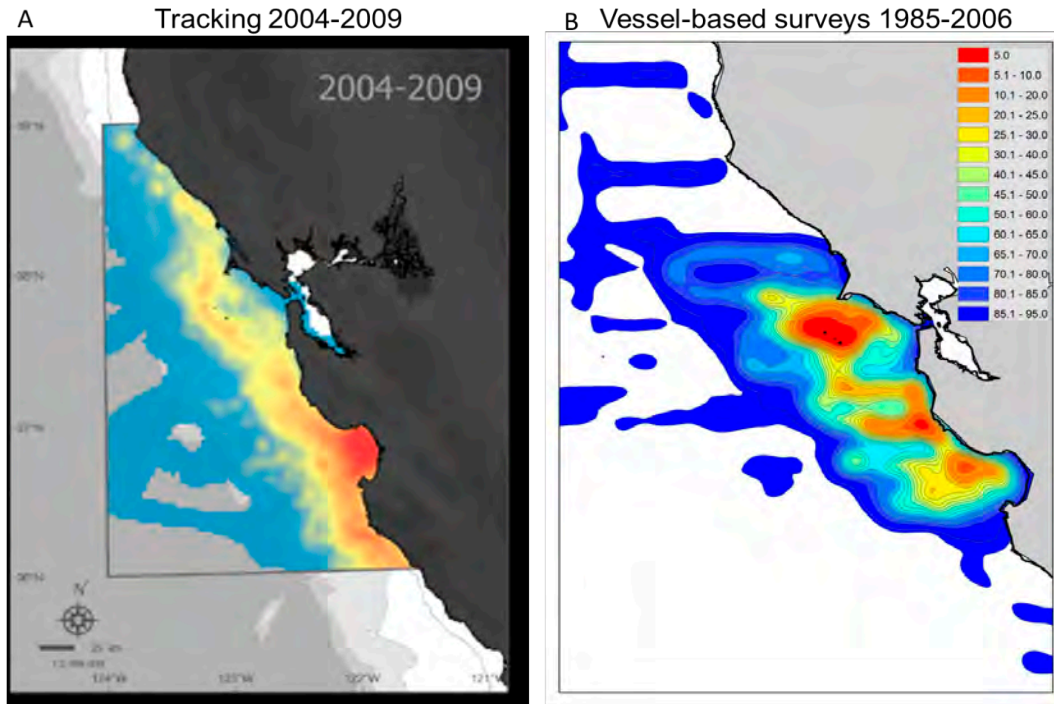 A
Tracking 2004-2009
B
Vessel-based surveys 1985-2006
2004-2009
N
124°W
123°W
122°W
121°W
5.0
5.1 - 10.0
10.1 - 20.0
20.1 - 25.0
25.1 - 30.0
30.1 - 40.0
40.1 - 45.0
45.1 - 50.0
50.1 - 60.0
60.1 - 65.0
65.1 - 70.0
70.1 - 80.0
80.1 - 85.0
85.1 - 95.0